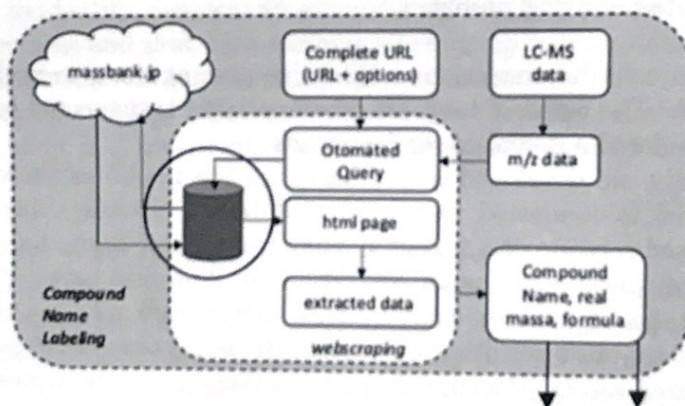 massbank.jp
Complete URL
(URL + options)
LC-MS
data
Otomated
Query
m/z data
html page
extracted data
webscraping
Compound
Name
Labeling
Compound
Name, real
massa, formula